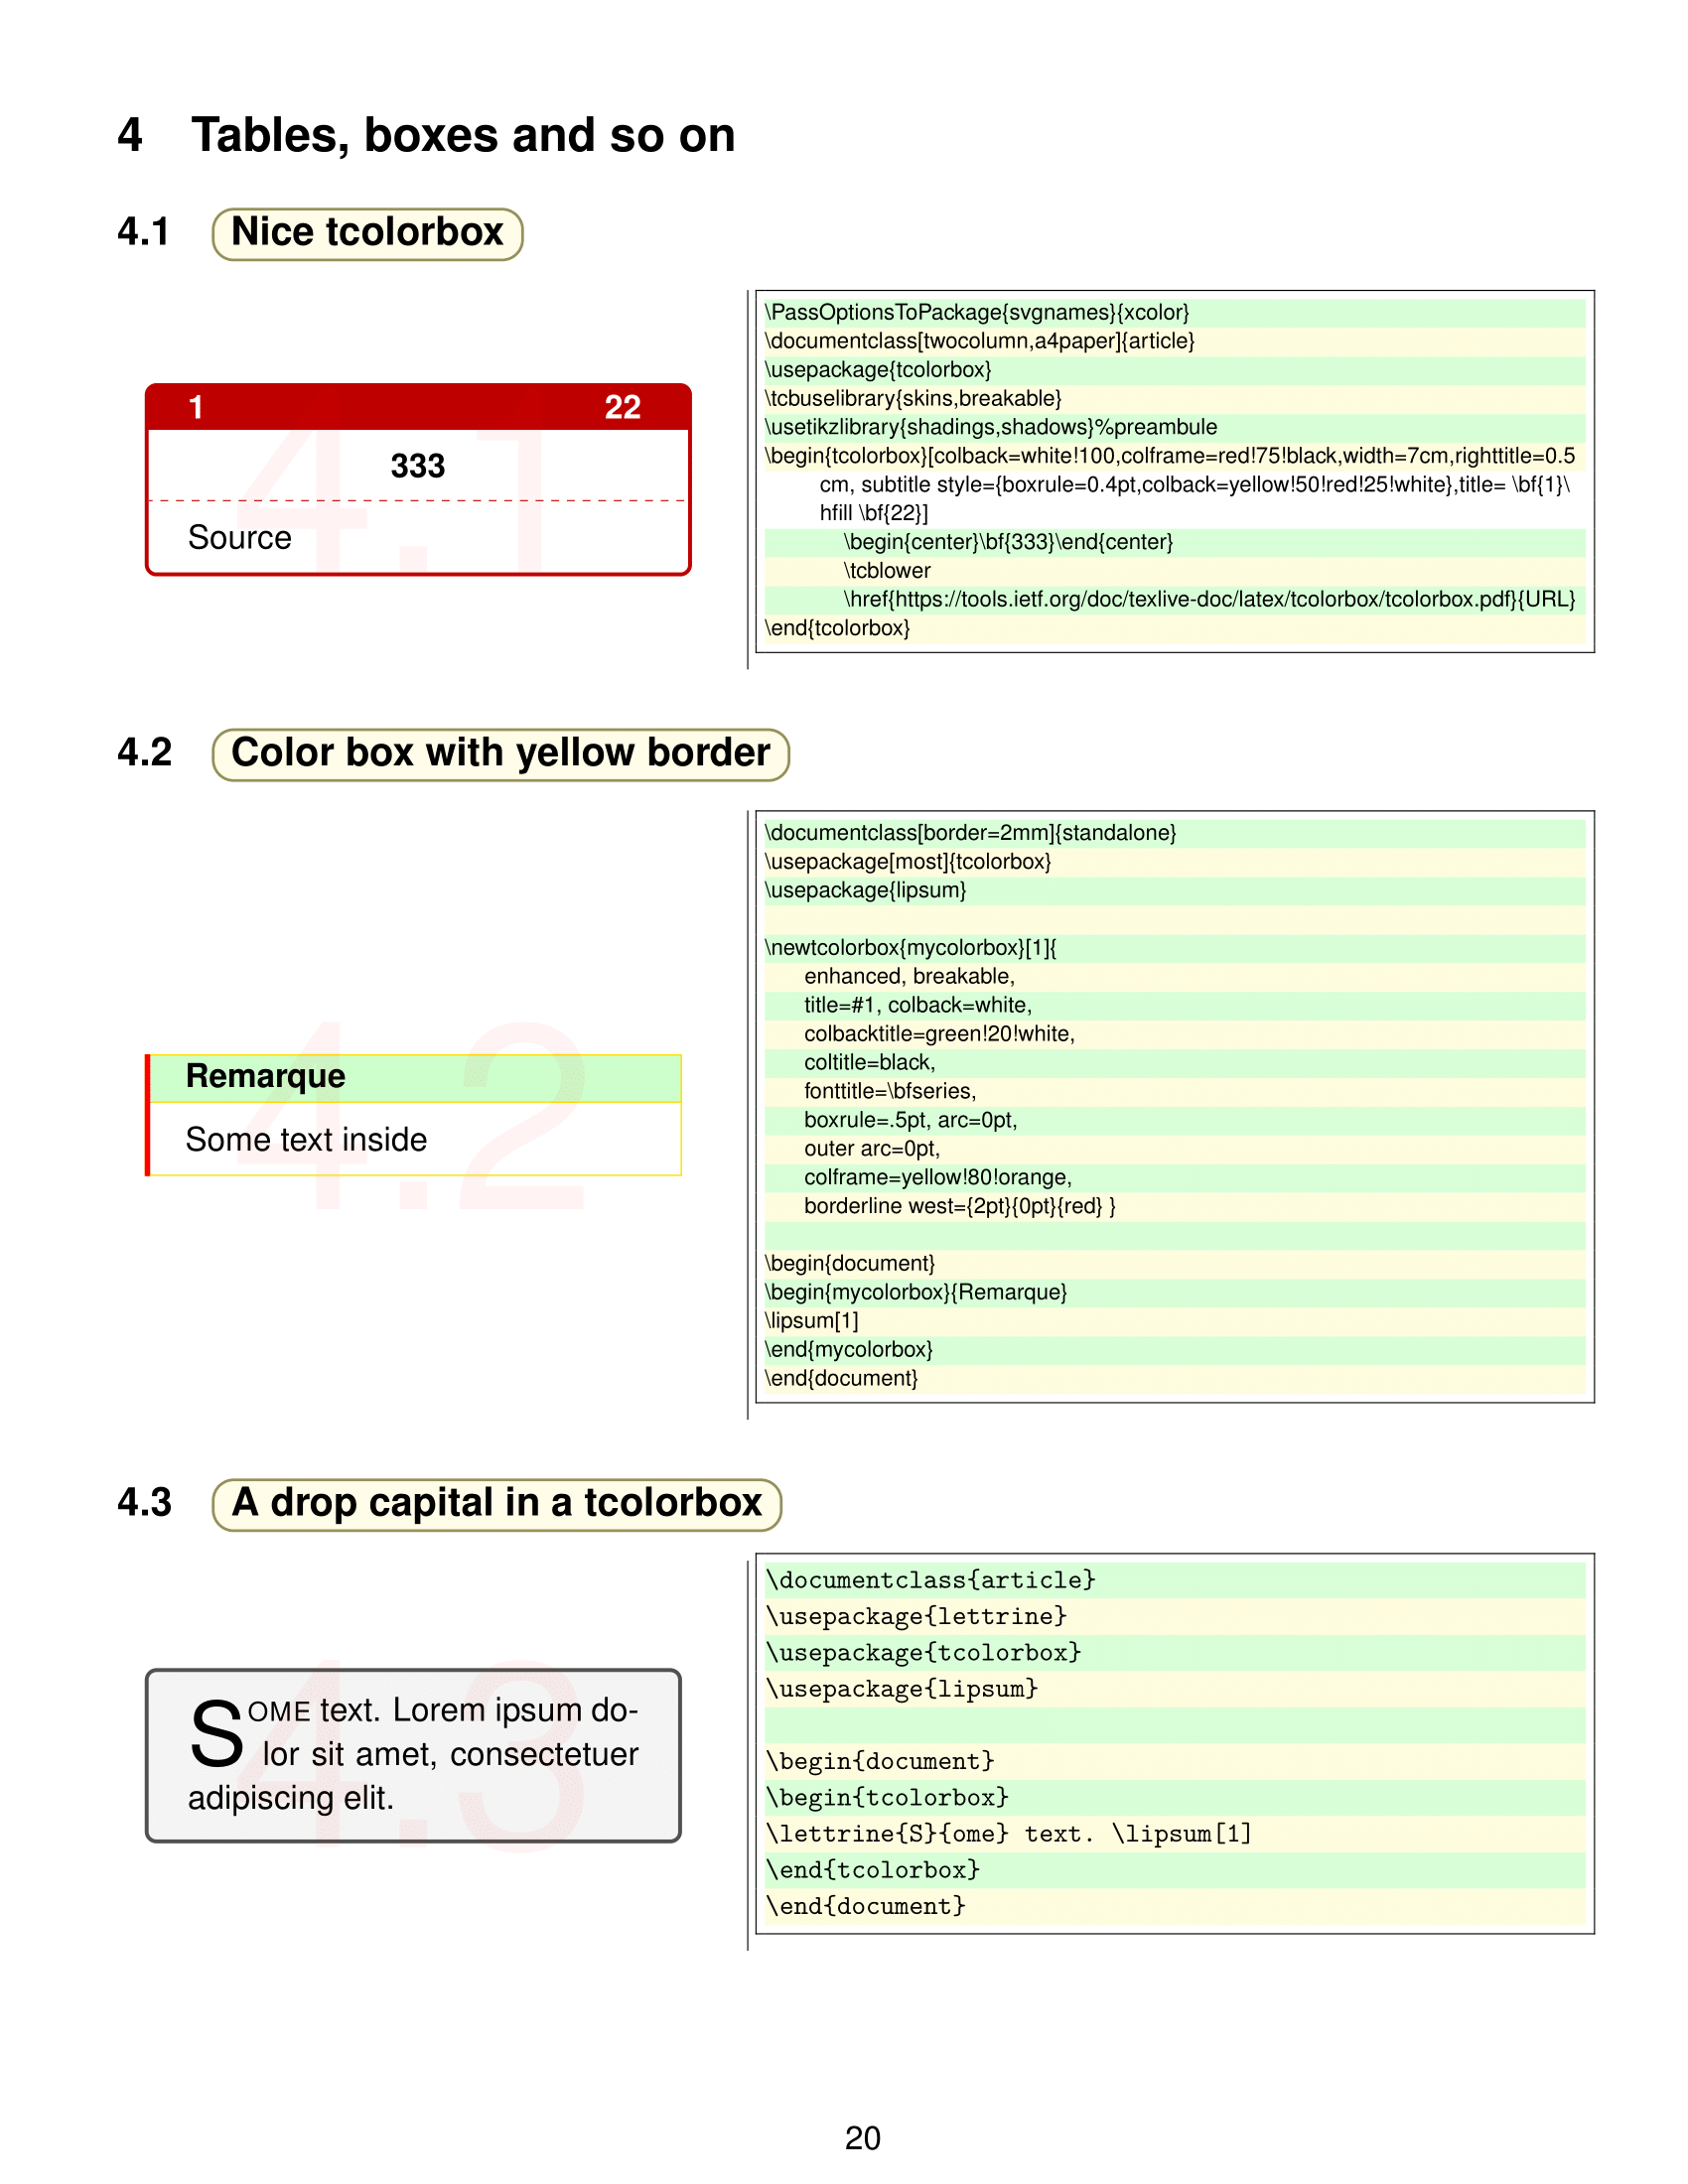 4 Tables, boxes and so on
4.1 Nice tcolorbox
4.1
1 22
333
Source
\PassOptionsToPackage{svgnames}{xcolor}
\documentclass[twocolumn,a4paper]{article}
\usepackage{tcolorbox}
\tcbuselibrary{skins,breakable}
\usetikzlibrary{shadings,shadows}%preambule
\begin{tcolorbox}[colback=white!100,colframe=red!75!black,width=7cm,righttitle=0.5
cm, subtitle style={boxrule=0.4pt,colback=yellow!50!red!25!white},title= \bf{1}\
hfill \bf{22}]
\begin{center}\bf{333}\end{center}
\tcblower
\href{https://tools.ietf.org/doc/texlive-doc/latex/tcolorbox/tcolorbox.pdf}{URL}
\end{tcolorbox}
4.2 Color box with yellow border
4.2
Remarque
Some text inside
\documentclass[border=2mm]{standalone}
\usepackage[most]{tcolorbox}
\usepackage{lipsum}
\newtcolorbox{mycolorbox}[1]{
enhanced, breakable,
title=#1, colback=white,
colbacktitle=green!20!white,
coltitle=black,
fonttitle=\bfseries,
boxrule=.5pt, arc=0pt,
outer arc=0pt,
colframe=yellow!80!orange,
borderline west={2pt}{0pt}{red} }
\begin{document}
\begin{mycolorbox}{Remarque}
\lipsum[1]
\end{mycolorbox}
\end{document}
4.3 A drop capital in a tcolorbox
4.3
SOME text. Lorem ipsum do-
lor sit amet, consectetuer
adipiscing elit.
\documentclass{article}
\usepackage{lettrine}
\usepackage{tcolorbox}
\usepackage{lipsum}
\begin{document}
\begin{tcolorbox}
\lettrine{S}{ome} text. \lipsum[1]
\end{tcolorbox}
\end{document}
20